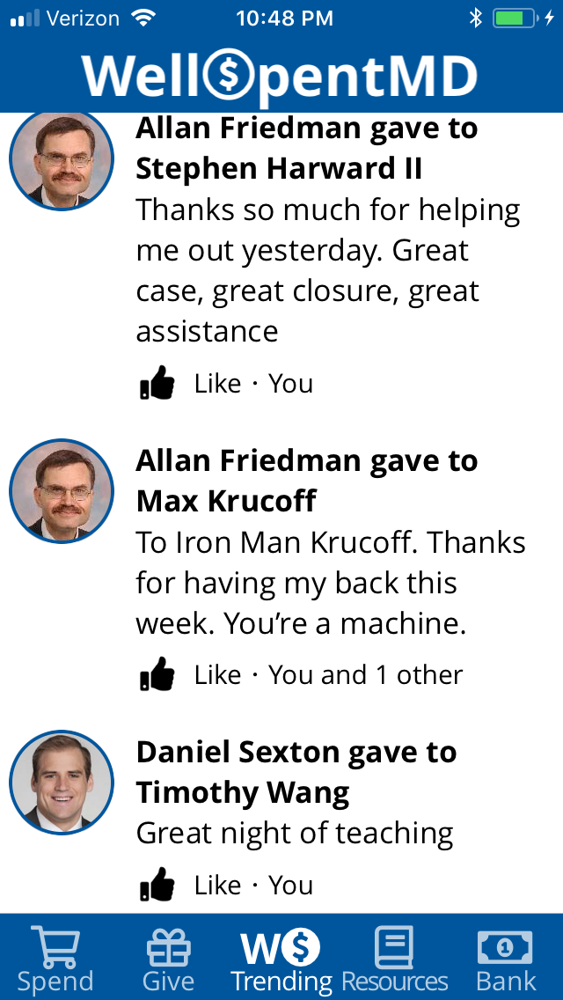 Verizon 10:48 PM
Well$pentMD
Allan Friedman gave to
Stephen Harward II
Thanks so much for helping
me out yesterday. Great
case, great closure, great
assistance
Like · You
Allan Friedman gave to
Max Krucoff
To Iron Man Krucoff. Thanks
for having my back this
week. You’re a machine.
Like · You and 1 other
Daniel Sexton gave to
Timothy Wang
Great night of teaching
Like · You
W$ 1
Spend Give Trending Resources Bank